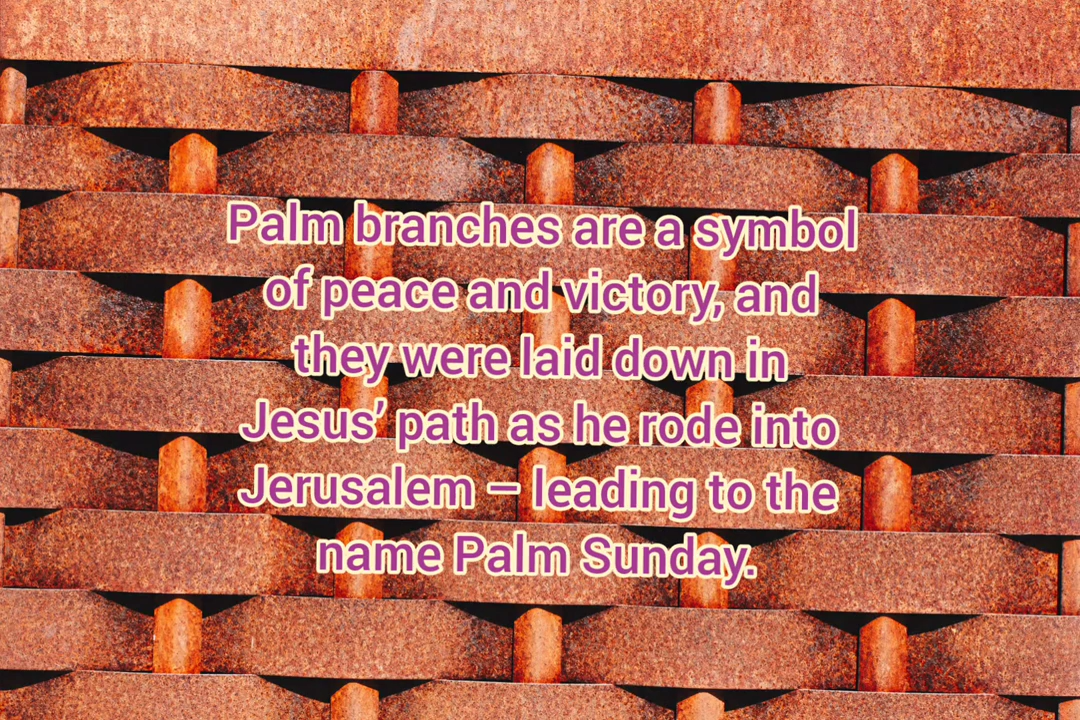 Palm branches are a symbol
of peace and victory, and
they were laid down in
Jesus’ path as he rode into
Jerusalem – leading to the
name Palm Sunday.